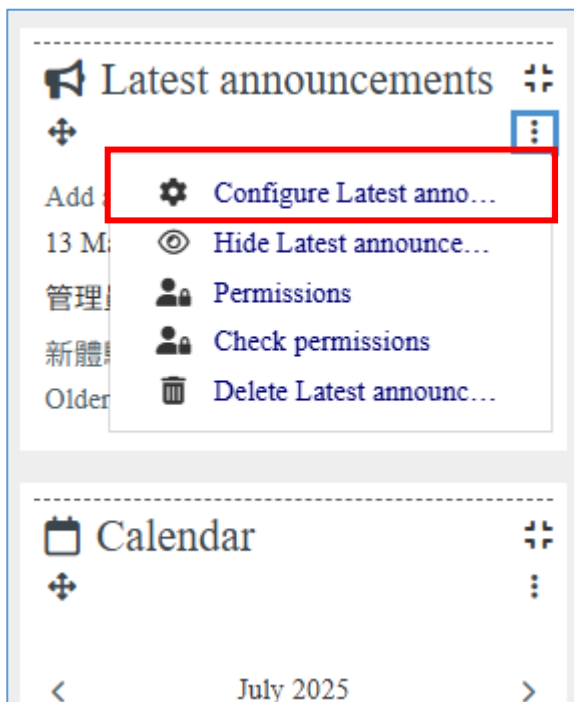 Latest announcements
Configure Latest anno...
Add
Hide Latest announce...
13 Ma
Permissions
管理
Check permissions
新體
Delete Latest announc...
Older
Calendar
July 2025